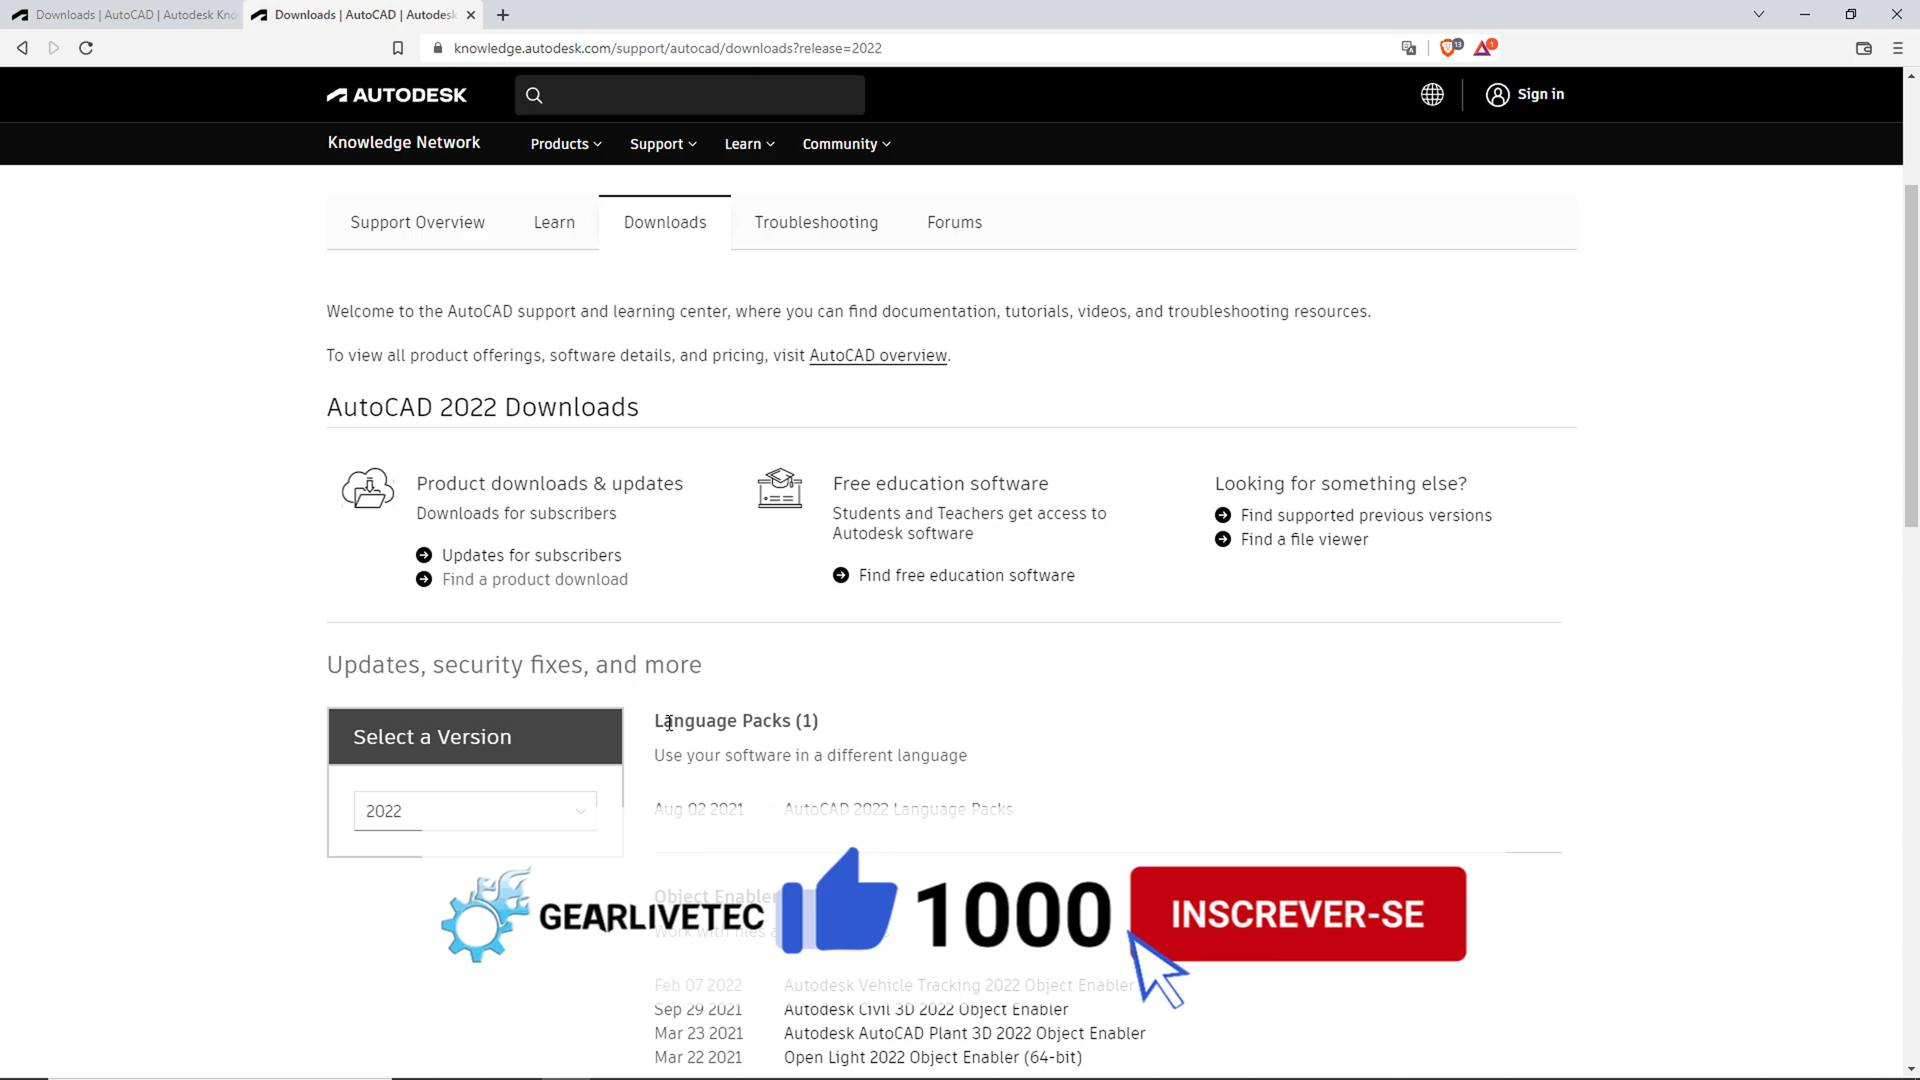 Downloads | AutoCAD | Autodesk Kno
Downloads | AutoCAD | Autodesk
knowledge.autodesk.com/support/autocad/downloads?release=2022
13
1
AUTODESK
Sign in
Knowledge Network
Products
Support
Learn
Community
Support Overview
Learn
Downloads
Troubleshooting
Forums
Welcome to the AutoCAD support and learning center, where you can find documentation, tutorials, videos, and troubleshooting resources.
To view all product offerings, software details, and pricing, visit AutoCAD overview.
AutoCAD 2022 Downloads
Product downloads & updates
Downloads for subscribers
Updates for subscribers
Find a product download
Free education software
Students and Teachers get access to
Autodesk software
Find free education software
Looking for something else?
Find supported previous versions
Find a file viewer
Updates, security fixes, and more
Select a Version
2022
Language Packs (1)
Use your software in a different language
Aug 02 2021 AutoCAD 2022 Language Packs
Object Enabler
Work with files a
GEARLIVETEC
1000
INSCREVER-SE
Feb 07 2022 Autodesk Vehicle Tracking 2022 Object Enabler
Sep 29 2021 Autodesk Civil 3D 2022 Object Enabler
Mar 23 2021 Autodesk AutoCAD Plant 3D 2022 Object Enabler
Mar 22 2021 Open Light 2022 Object Enabler (64-bit)